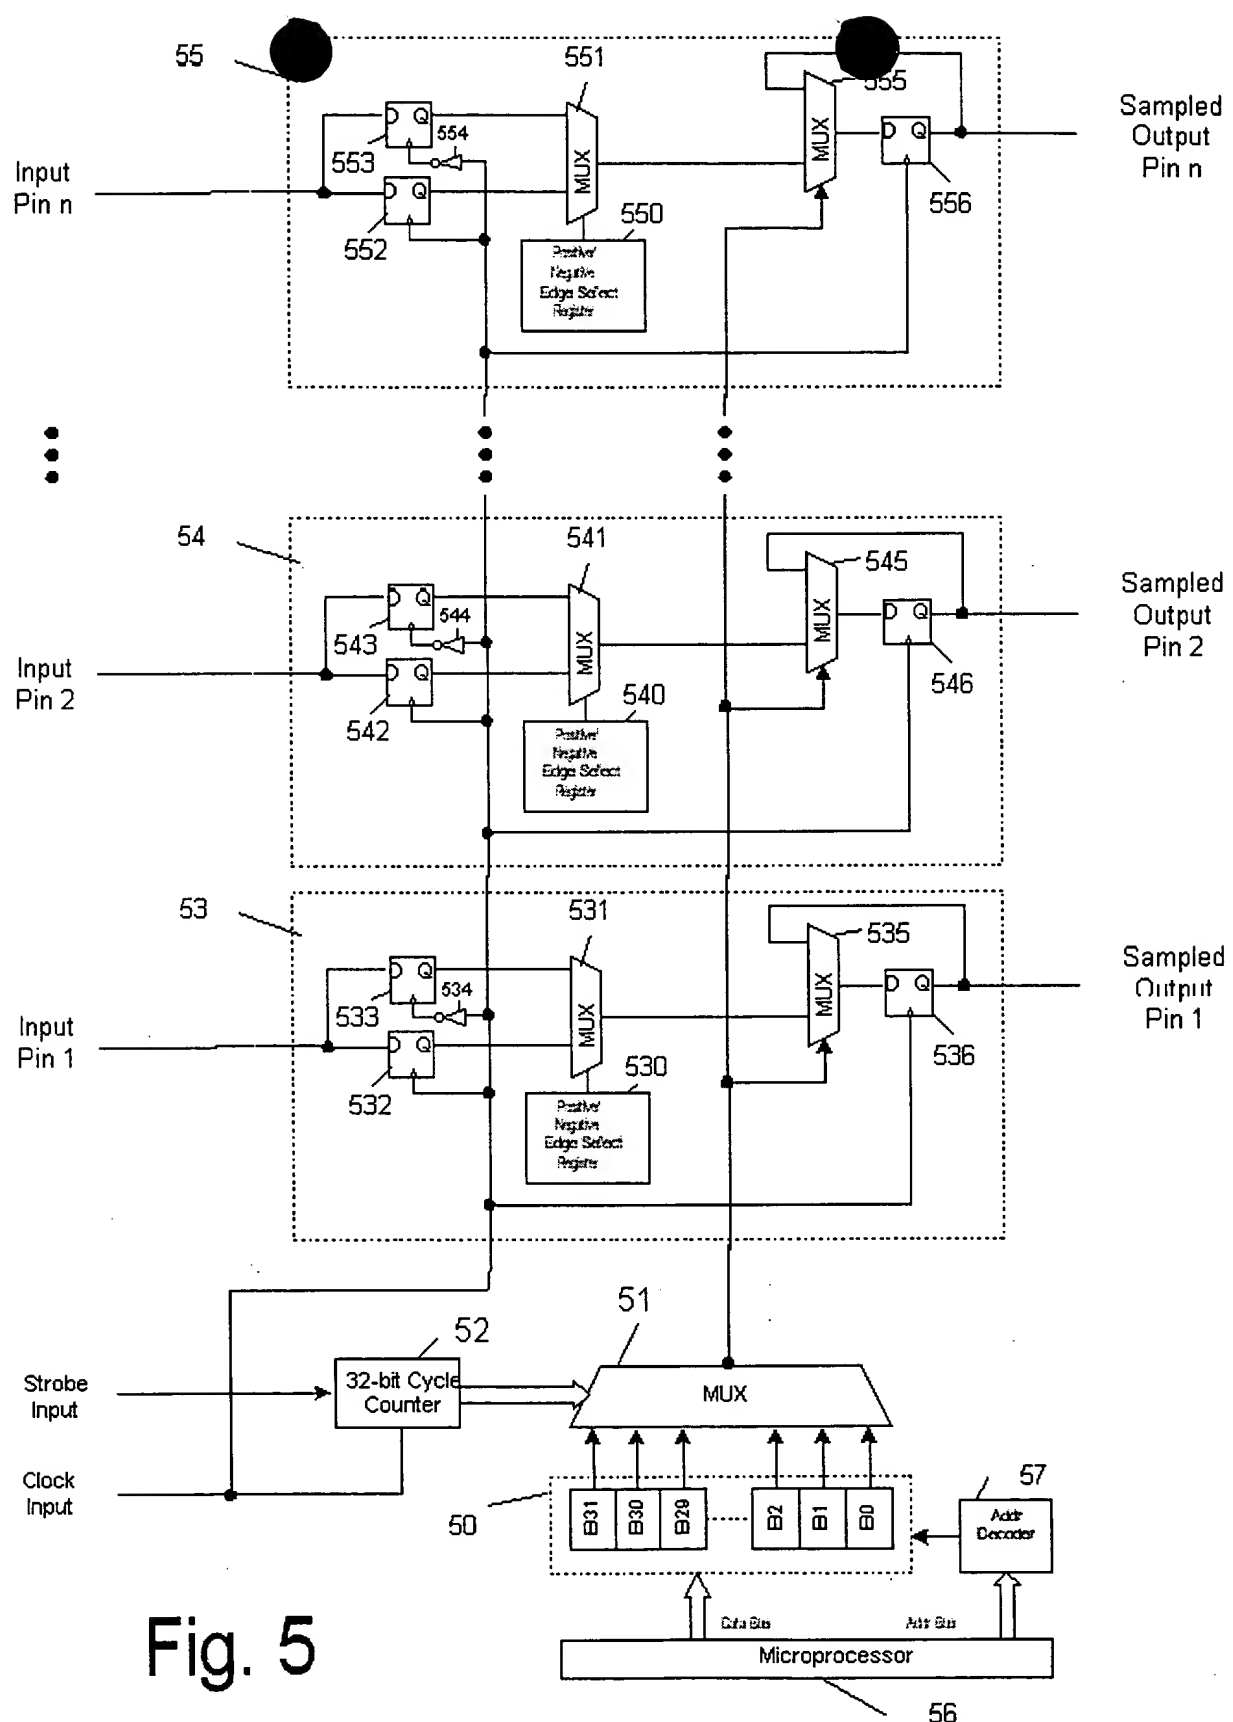 55
551
555
Sampled
Output
Pin n
D Q
554
553
MUX
MUX
D Q
Input
Pin n
D Q
556
552
550
Positive/
Negative
Edge Select
Register
54
541
545
Sampled
Output
Pin 2
D Q
544
543
MUX
MUX
D Q
Input
Pin 2
D Q
546
542
540
Positive/
Negative
Edge Select
Register
53
531
535
Sampled
Output
Pin 1
D Q
534
533
MUX
MUX
D Q
Input
Pin 1
D Q
536
532
530
Positive/
Negative
Edge Select
Register
51
52
Strobe
Input
32-bit Cycle
Counter
MUX
Clock
Input
57
50
B31 B30 B29 B2 B1 B0
Addr
Decoder
Data Bus
Addr Bus
Microprocessor
56
Fig. 5